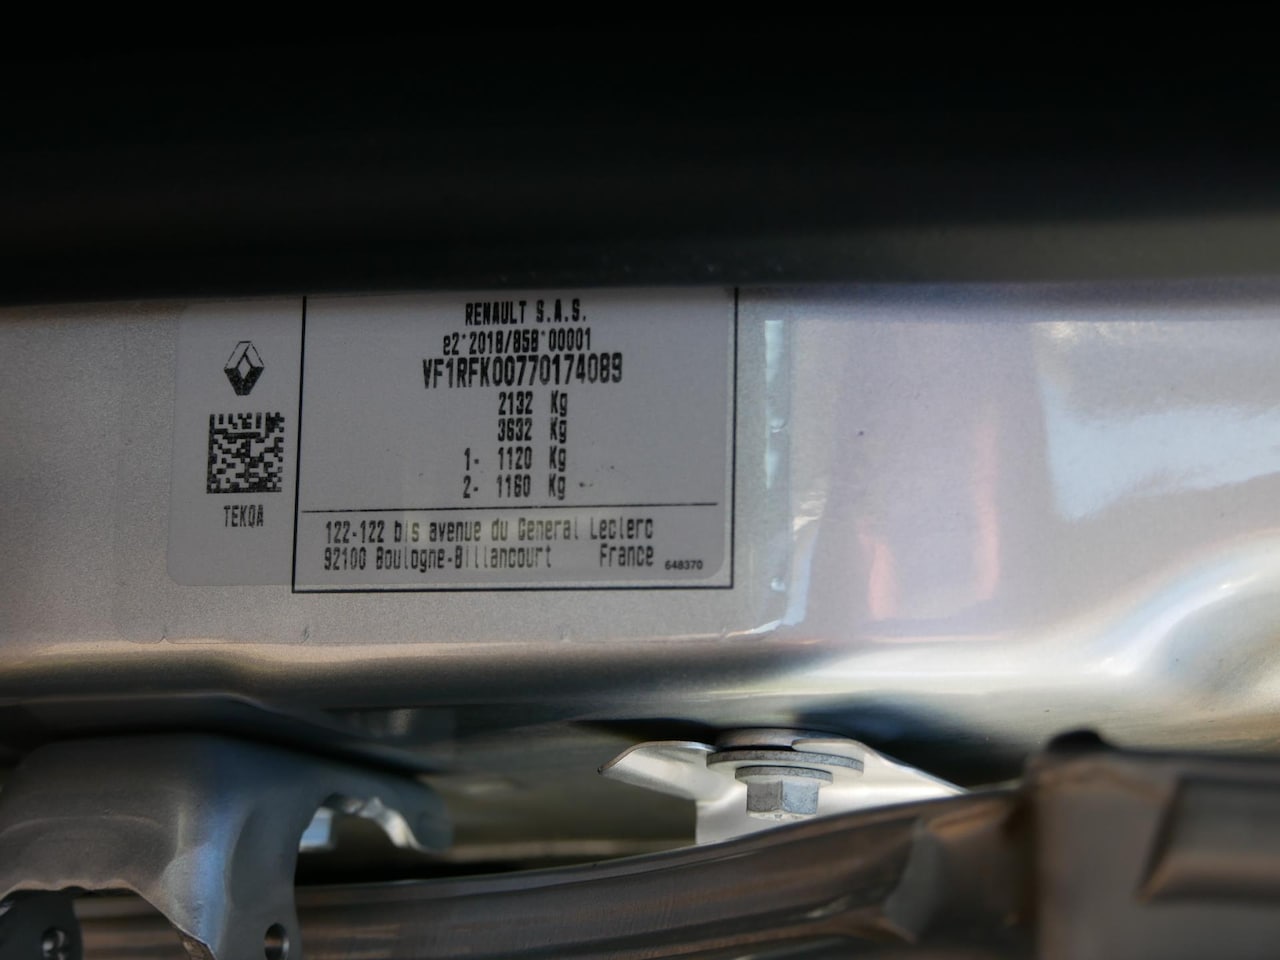 RENAULT S.A.S.
e2*2018/858*00001
VF1RFK00770174089
2132 Kg
3632 Kg
1- 1120 Kg
2- 1160 Kg
TEKQA
122-122 bis avenue du General Leclerc
92100 Boulogne-Billancourt France 648370